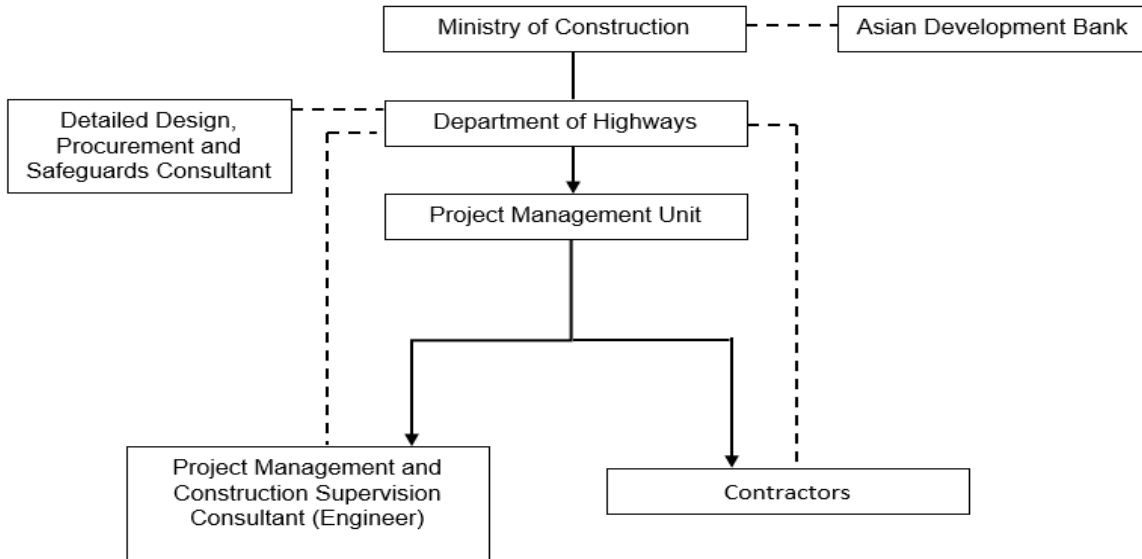 Ministry of Construction
Asian Development Bank
Detailed Design,
Procurement and
Safeguards Consultant
Department of Highways
Project Management Unit
Project Management and
Construction Supervision
Consultant (Engineer)
Contractors